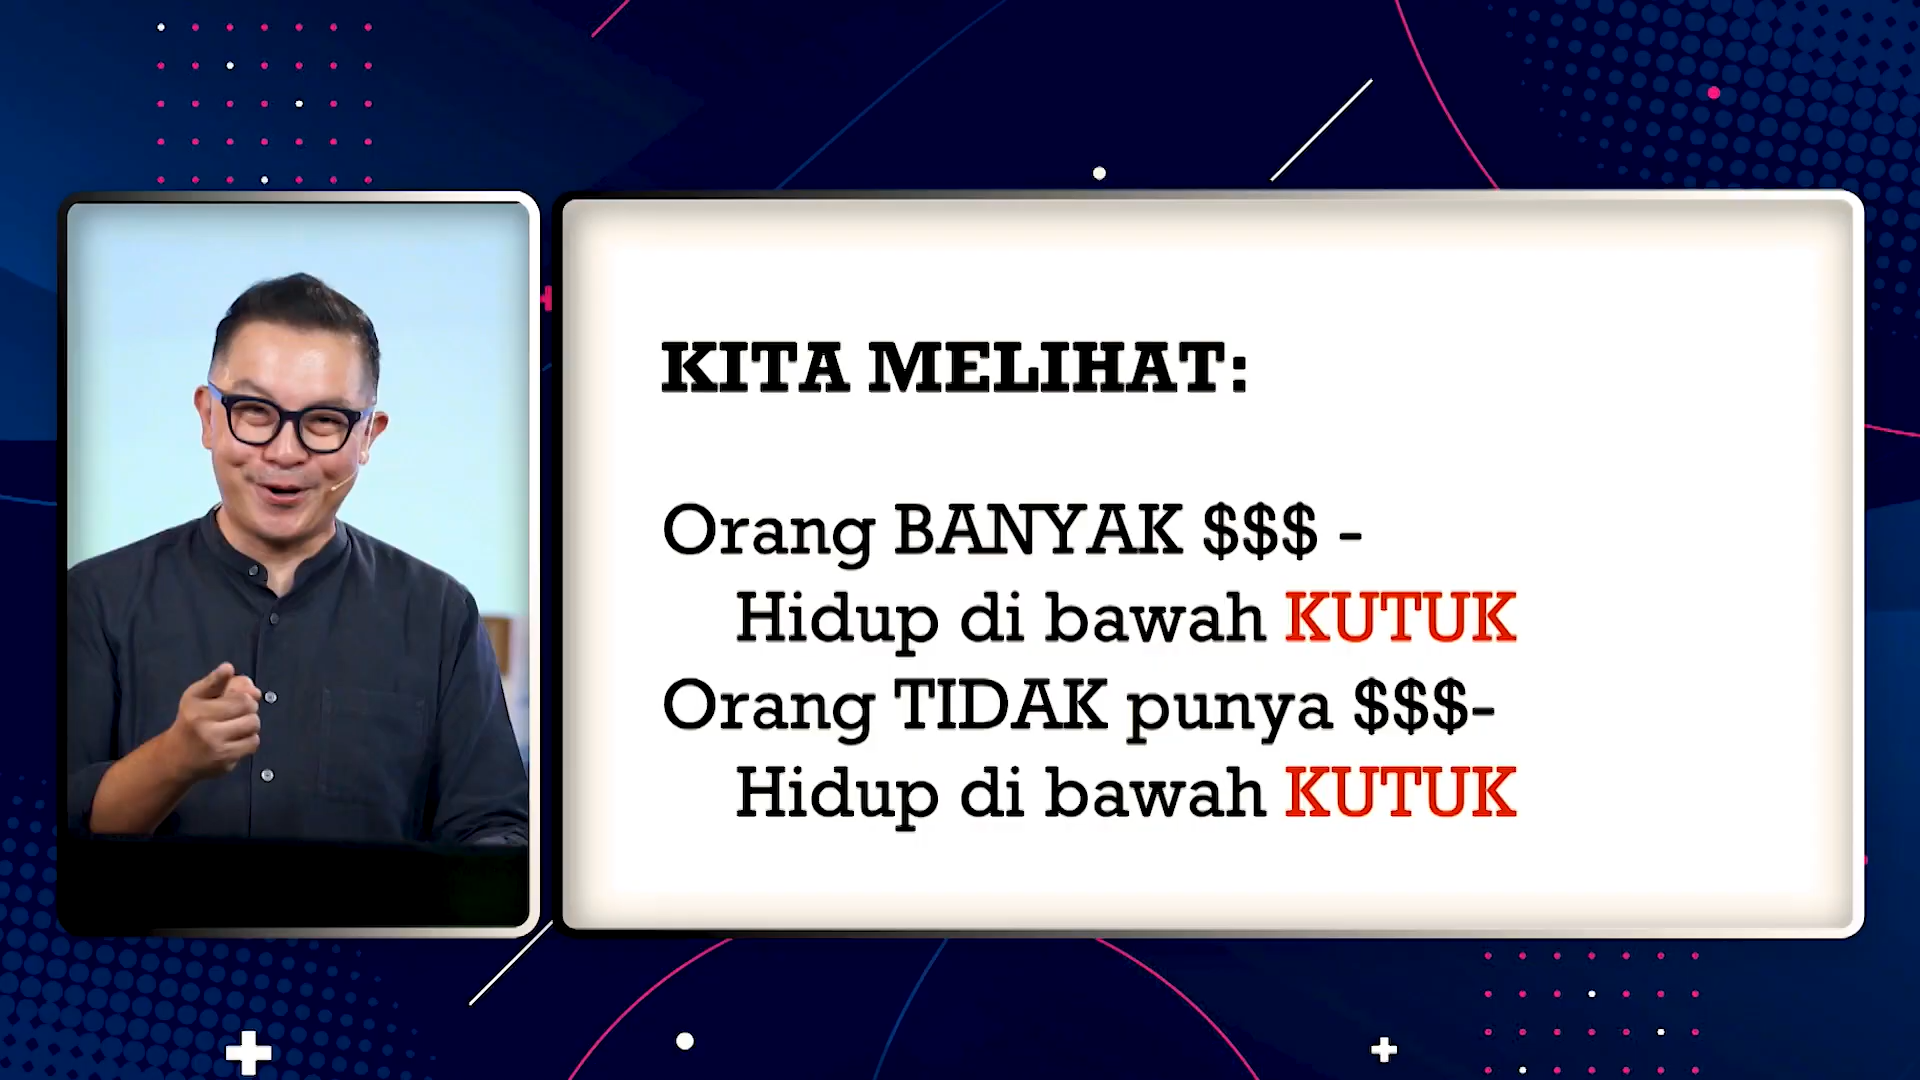 KITA MELIHAT:
Orang BANYAK $$$ -
Hidup di bawah KUTUK
Orang TIDAK punya $$$-
Hidup di bawah KUTUK